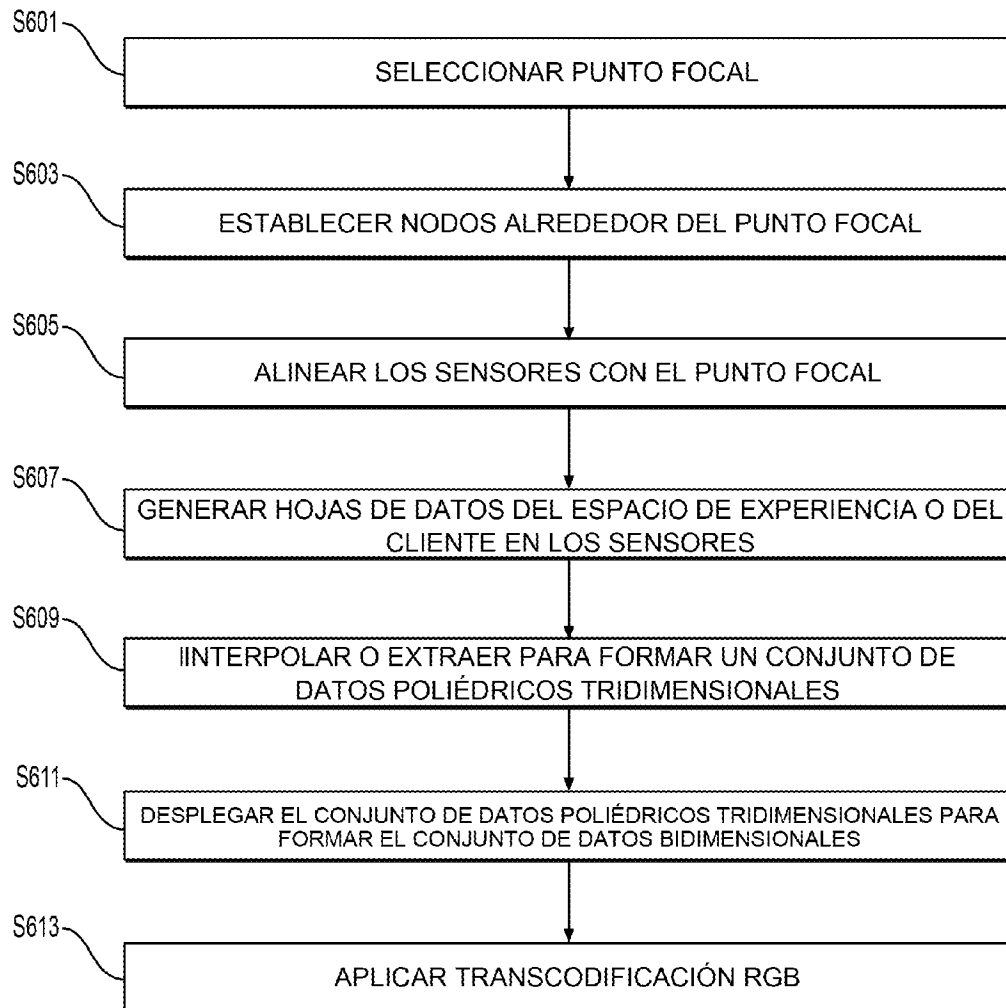 S601
SELECCIONAR PUNTO FOCAL
S603
ESTABLECER NODOS ALREDEDOR DEL PUNTO FOCAL
S605
ALINEAR LOS SENSORES CON EL PUNTO FOCAL
S607
GENERAR HOJAS DE DATOS DEL ESPACIO DE EXPERIENCIA O DEL
CLIENTE EN LOS SENSORES
S609
IINTERPOLAR O EXTRAER PARA FORMAR UN CONJUNTO DE
DATOS POLIÉDRICOS TRIDIMENSIONALES
S611
DESPLEGAR EL CONJUNTO DE DATOS POLIÉDRICOS TRIDIMENSIONALES PARA
FORMAR EL CONJUNTO DE DATOS BIDIMENSIONALES
S613
APLICAR TRANSCODIFICACIÓN RGB